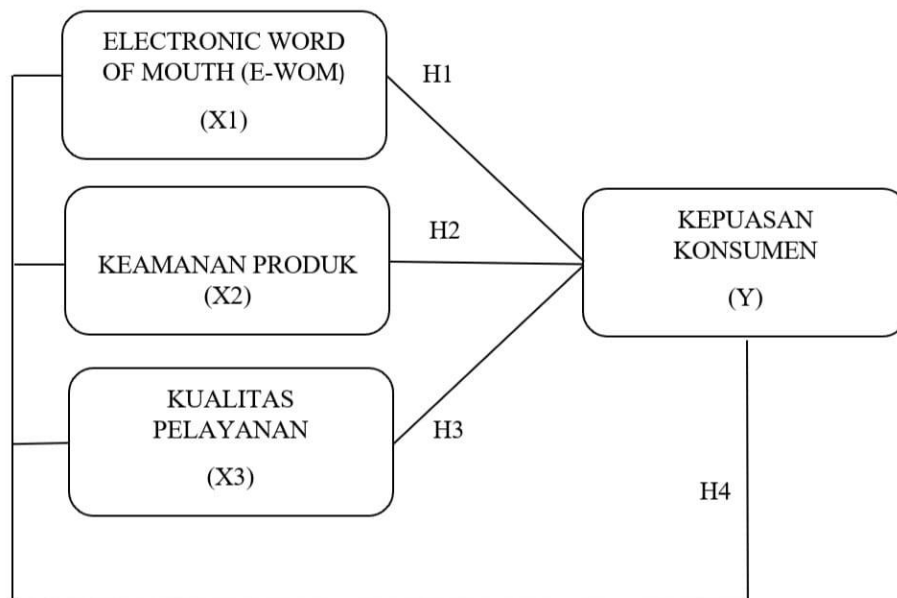 ELECTRONIC WORD
OF MOUTH (E-WOM)
(X1)
H1
KEAMANAN PRODUK
(X2)
H2
KUALITAS
PELAYANAN
(X3)
H3
KEPUASAN
KONSUMEN
(Y)
H4